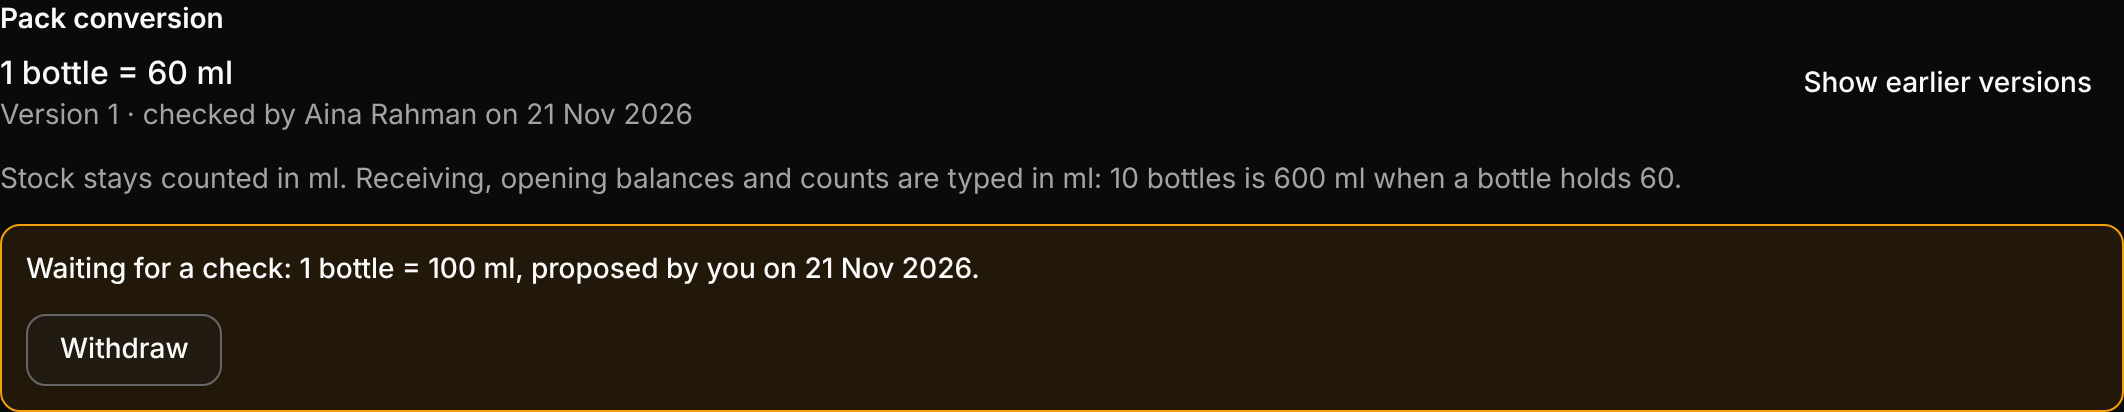 Pack conversion
1 bottle = 60 ml
Show earlier versions
Version 1 · checked by Aina Rahman on 21 Nov 2026
Stock stays counted in ml. Receiving, opening balances and counts are typed in ml: 10 bottles is 600 ml when a bottle holds 60.
Waiting for a check: 1 bottle = 100 ml, proposed by you on 21 Nov 2026.
Withdraw